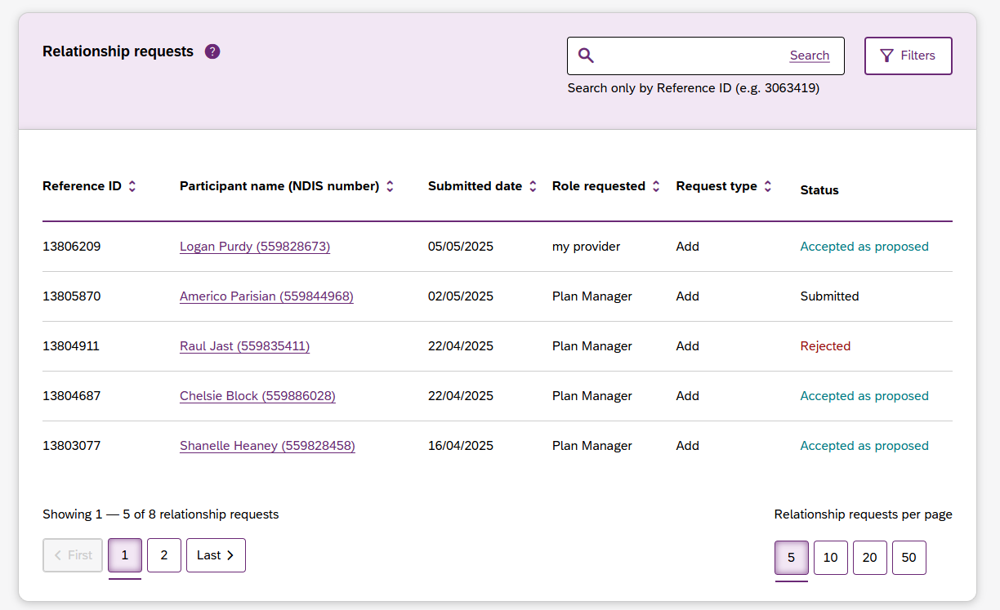 Relationship requests ?
Search
Filters
Search only by Reference ID (e.g. 3063419)
Reference ID Participant name (NDIS number) Submitted date Role requested Request type Status
13806209 Logan Purdy (559828673) 05/05/2025 my provider Add Accepted as proposed
13805870 Americo Parisian (559844968) 02/05/2025 Plan Manager Add Submitted
13804911 Raul Jast (559835411) 22/04/2025 Plan Manager Add Rejected
13804687 Chelsie Block (559886028) 22/04/2025 Plan Manager Add Accepted as proposed
13803077 Shanelle Heaney (559828458) 16/04/2025 Plan Manager Add Accepted as proposed
Showing 1 — 5 of 8 relationship requests
First 1 2 Last
Relationship requests per page
5 10 20 50